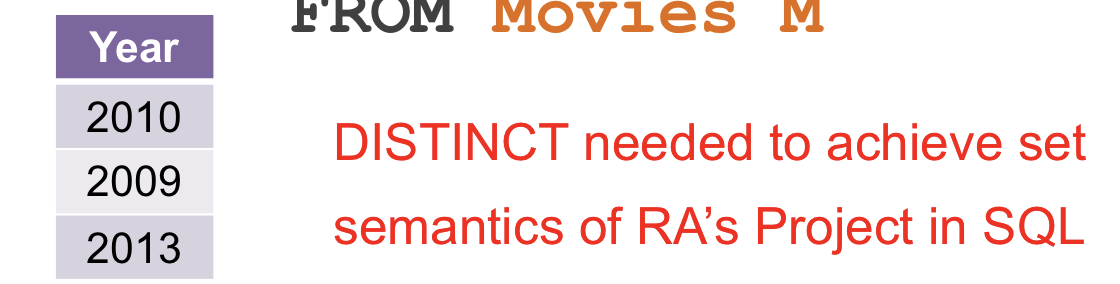 FROM Movies M
Year
2010
2009
2013
DISTINCT needed to achieve set
semantics of RA’s Project in SQL